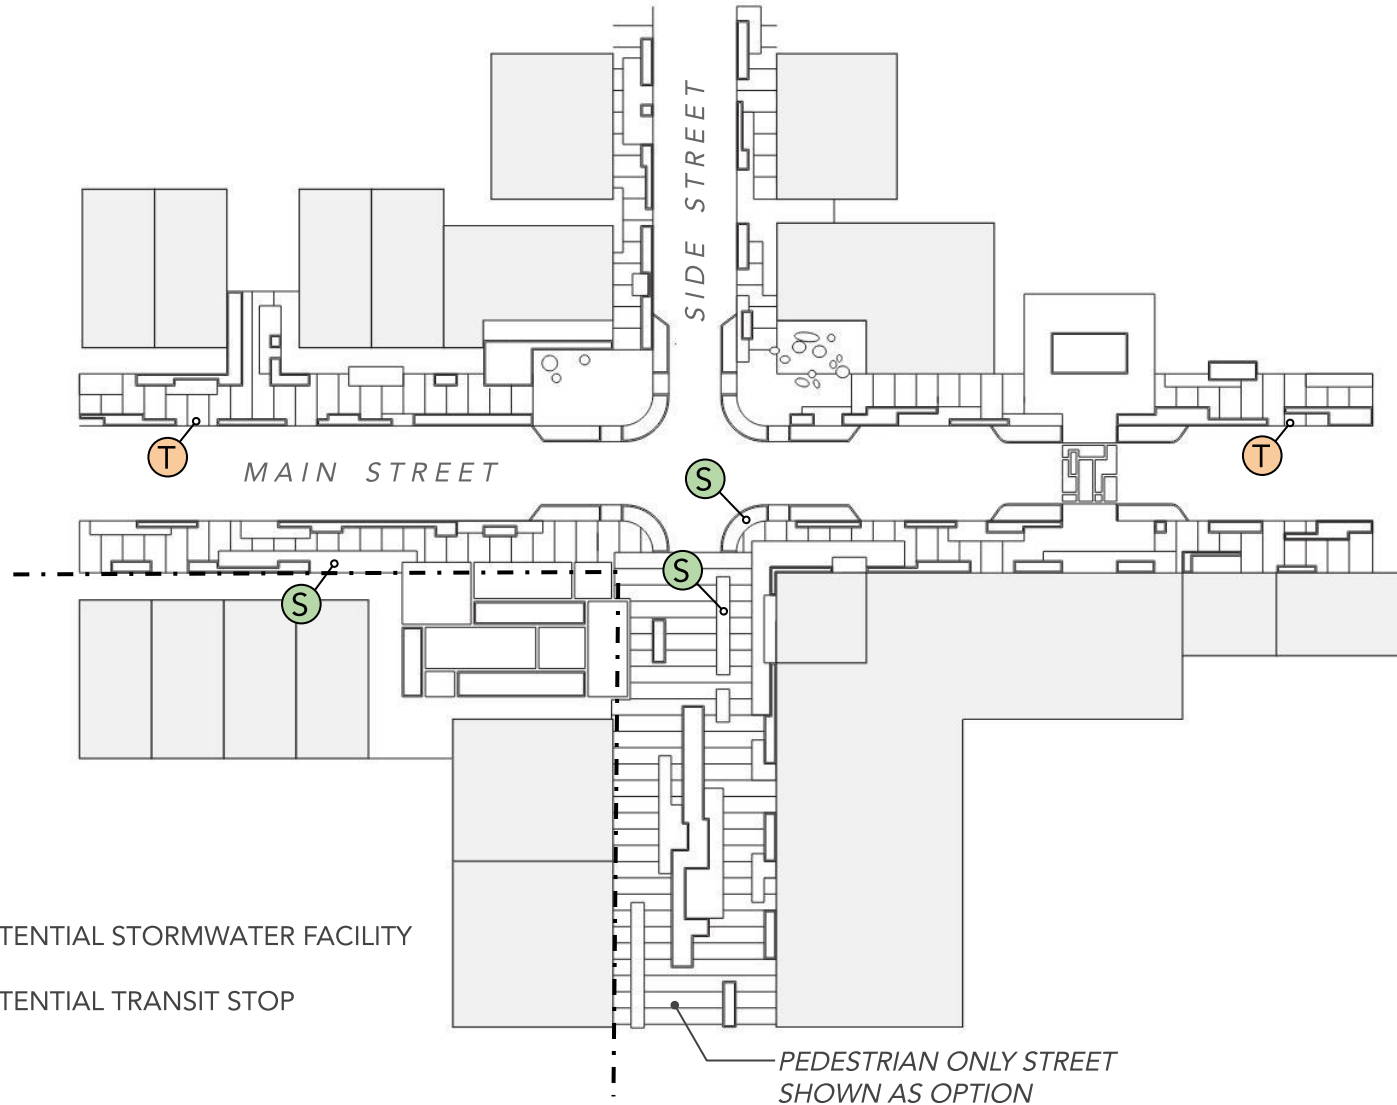 SIDE STREET
T
MAIN STREET
S
T
S
S
TENTIAL STORMWATER FACILITY
TENTIAL TRANSIT STOP
PEDESTRIAN ONLY STREET
SHOWN AS OPTION